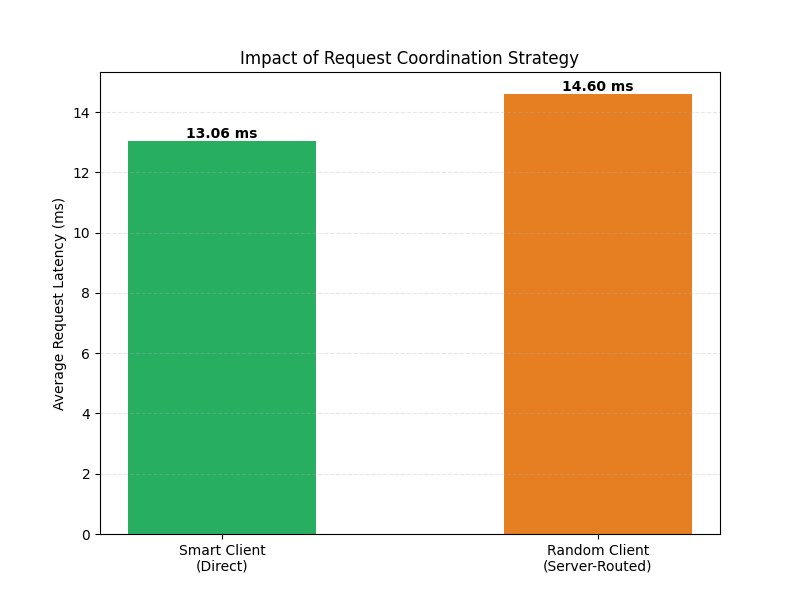 Impact of Request Coordination Strategy
Average Request Latency (ms)
14
12
10
8
6
4
2
0
13.06 ms
14.60 ms
Smart Client
(Direct)
Random Client
(Server-Routed)